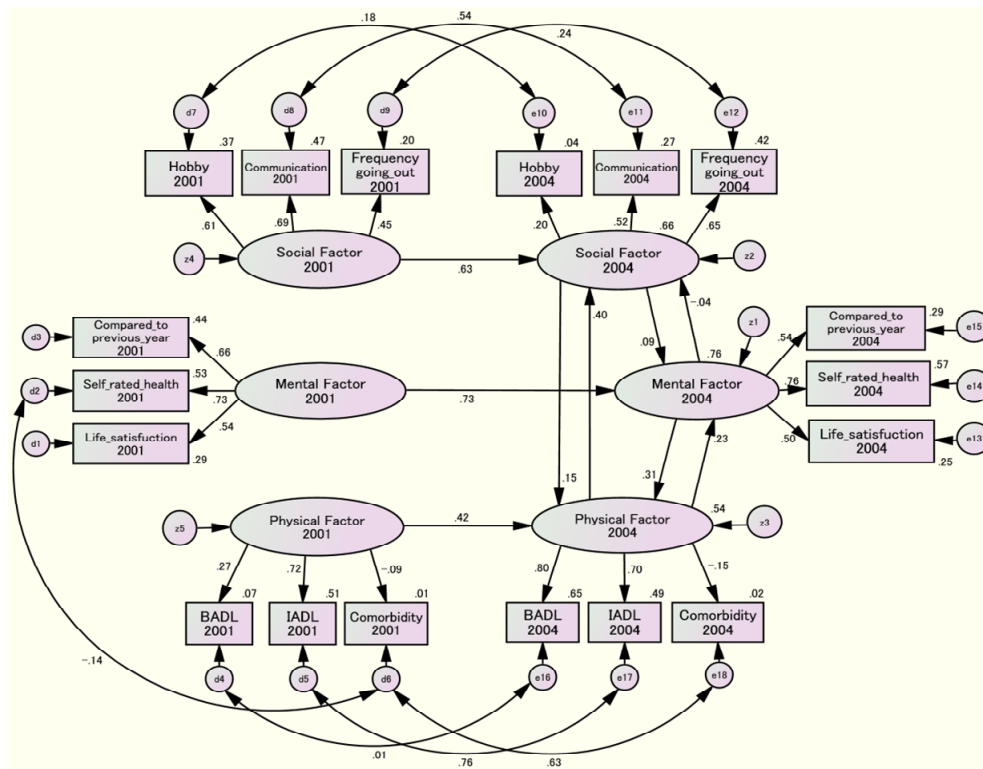 .18
.54
.24
d7
d8
d9
e10
e11
e12
.37
.47
.20
.04
.27
.42
Hobby
2001
Communication
2001
Frequency
going_out
2001
Hobby
2004
Communication
2004
Frequency
going_out
2004
.61
.69
.45
.20
.52
.66
.65
z4
Social Factor
2001
.63
Social Factor
2004
z2
.40
-.04
.09
z1
d3
Compared_to
previous_year
2001
.44
.66
d2
Self_rated_health
2001
.53
.73
d1
Life_satisfuction
2001
.54
.29
Mental Factor
2001
.73
Mental Factor
2004
.76
.54
Compared_to
previous_year
2004
.29
e15
.76
Self_rated_health
2004
.57
e14
.50
Life_satisfuction
2004
.25
e13
.23
.31
.15
z5
Physical Factor
2001
.42
Physical Factor
2004
.54
z3
.27
.72
-.09
.80
.70
-.15
.07
.51
.01
.65
.49
.02
BADL
2001
IADL
2001
Comorbidity
2001
BADL
2004
IADL
2004
Comorbidity
2004
-.14
d4
d5
d6
e16
e17
e18
.01
.76
.63